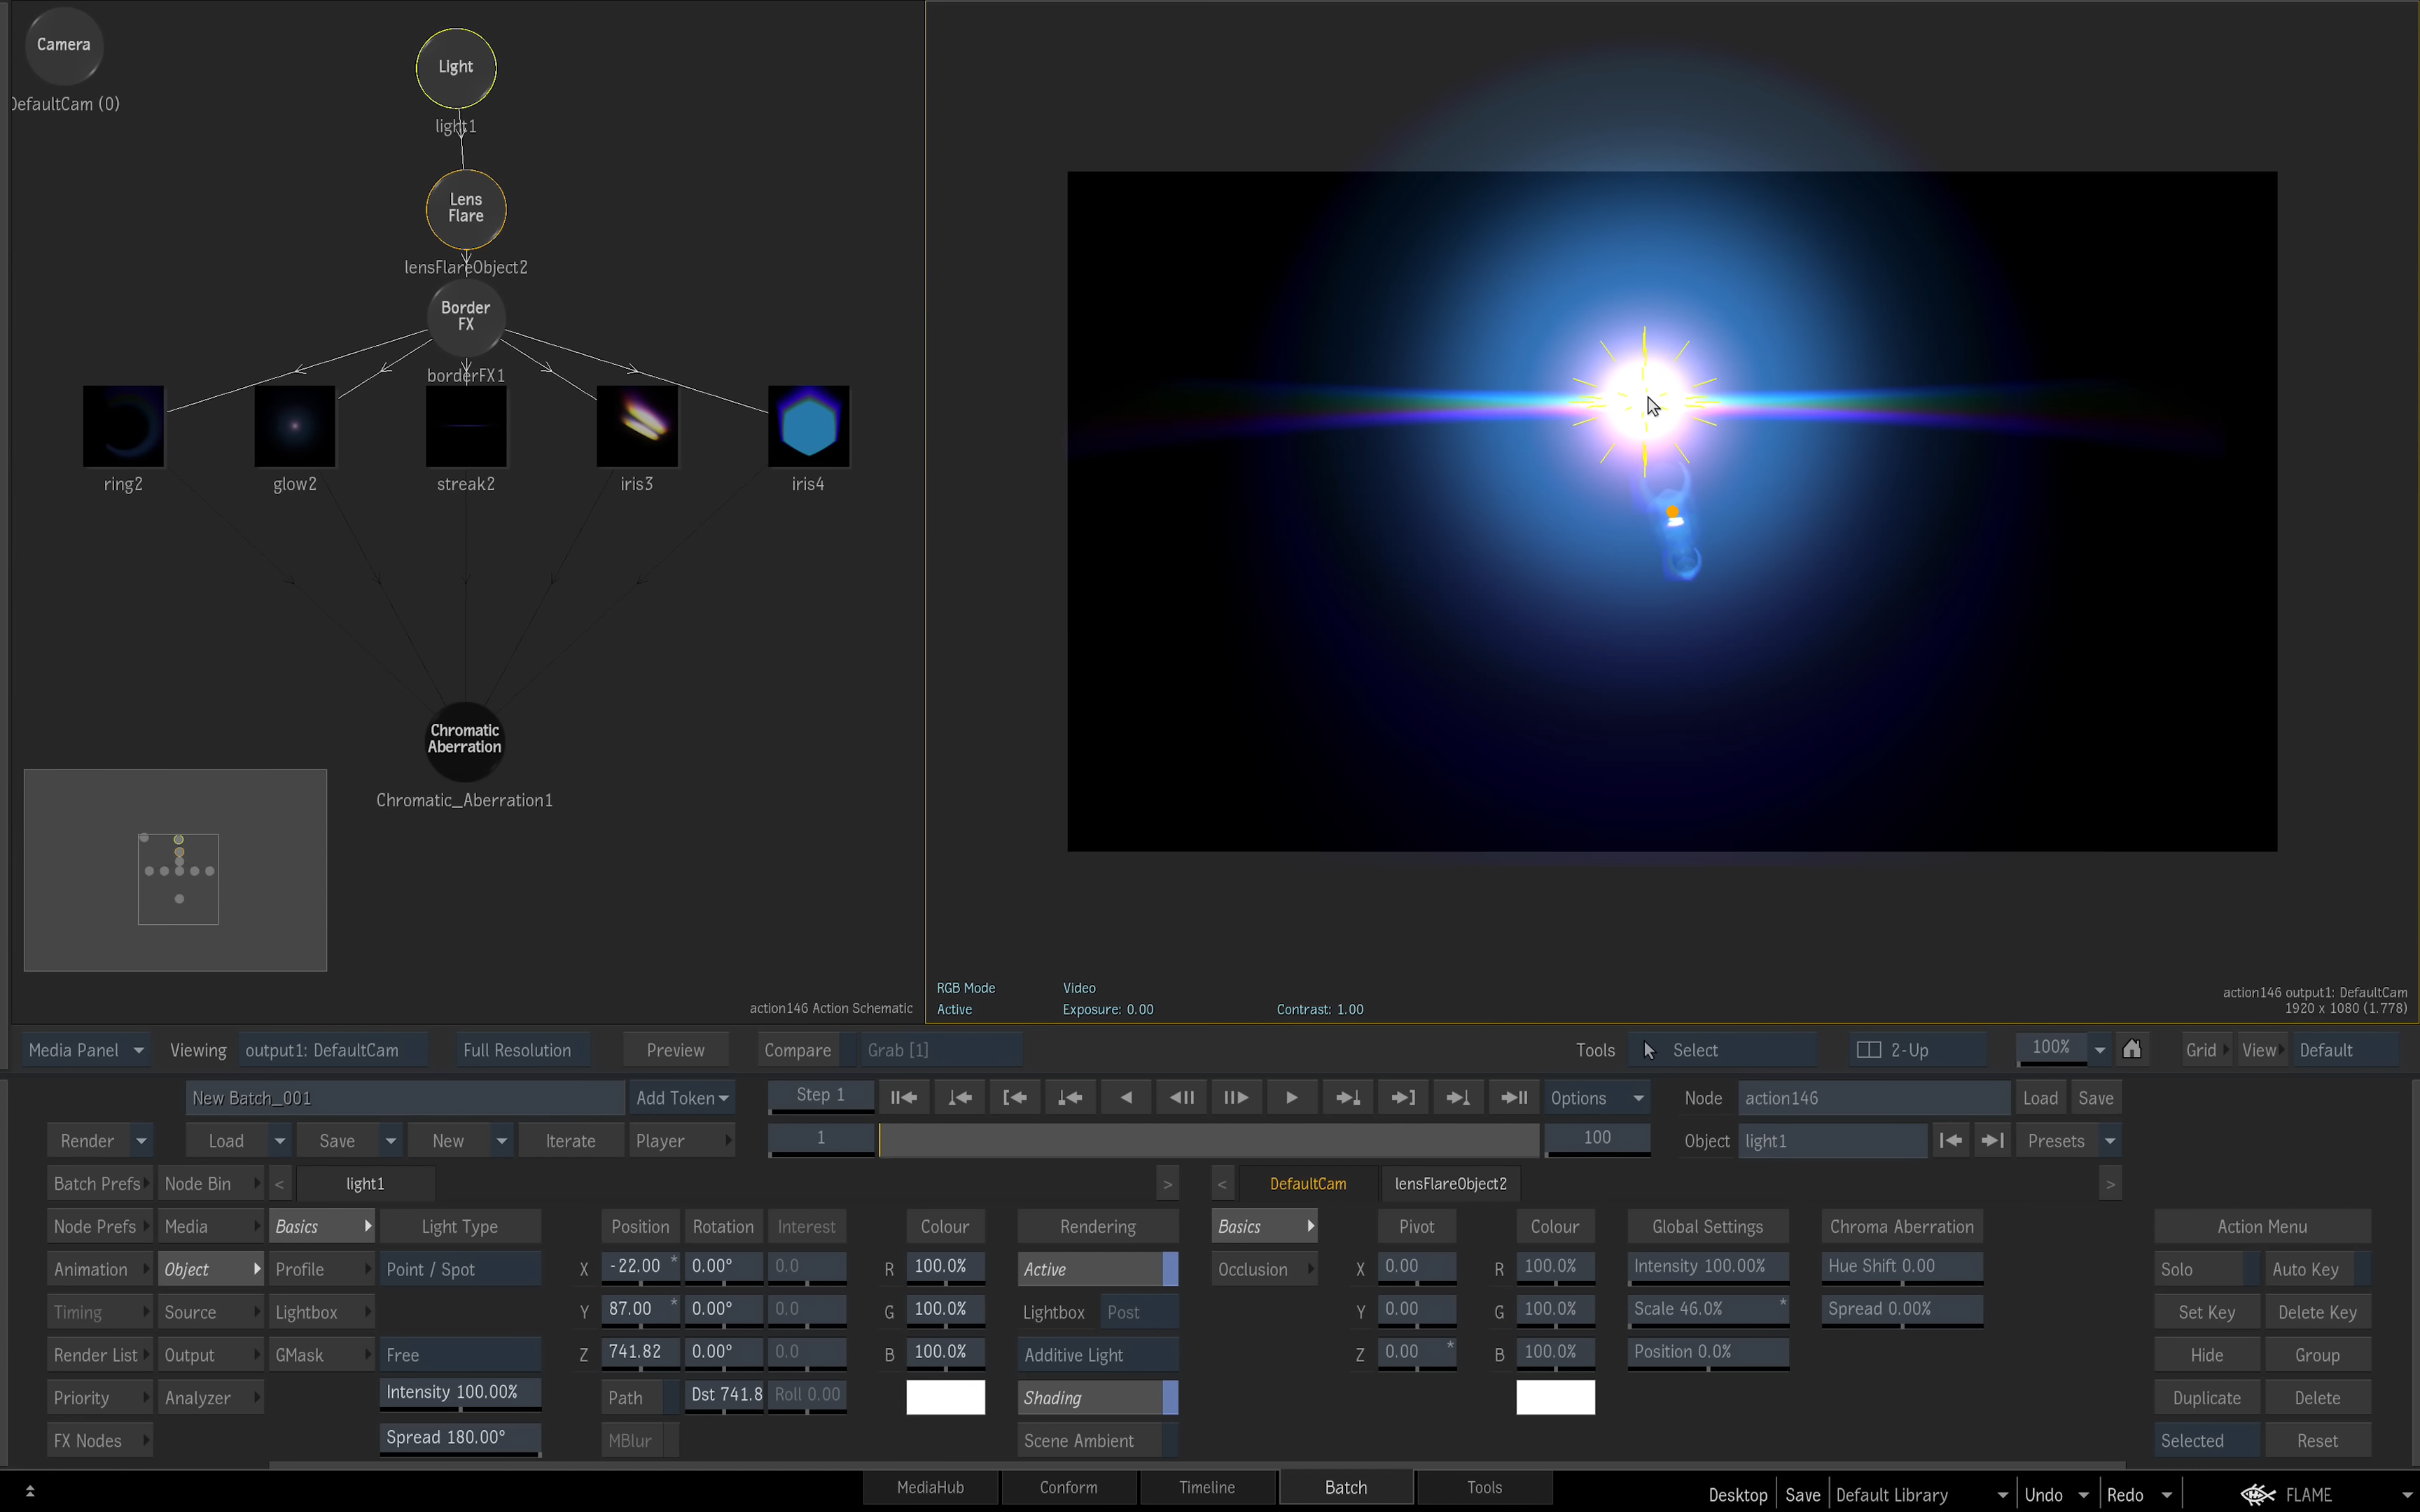 Camera
DefaultCam (0)
Light
light1
Lens
Flare
lensFlareObject2
Border
FX
borderFX1
ring2
glow2
streak2
iris3
iris4
Chromatic
Aberration
Chromatic_Aberration1
action146 Action Schematic
RGB Mode Video
Active Exposure: 0.00 Contrast: 1.00
action146 output1: DefaultCam
1920 x 1080 (1.778)
Media Panel Viewing output1: DefaultCam Full Resolution Preview Compare Grab [1] Tools Select 2-Up 100% Grid View Default
New Batch_001 Add Token Step 1 Options Node action146 Load Save
Render Load Save New Iterate Player 1 100 Object light1 Presets
Batch Prefs Node Bin < light1 > < DefaultCam lensFlareObject2 >
Node Prefs Media Basics Light Type Position Rotation Interest Colour Rendering Basics Pivot Colour Global Settings Chroma Aberration Action Menu
Animation Object Profile Point / Spot X -22.00 * 0.00° 0.0 R 100.0% Active Occlusion X 0.00 R 100.0% Intensity 100.00% Hue Shift 0.00 Solo Auto Key
Timing Source Lightbox Y 87.00 * 0.00° 0.0 G 100.0% Lightbox Post Y 0.00 G 100.0% Scale 46.0% * Spread 0.00% Set Key Delete Key
Render List Output GMask Free Z 741.82 0.00° 0.0 B 100.0% Additive Light Z 0.00 * B 100.0% Position 0.0% Hide Group
Priority Analyzer Intensity 100.00% Path Dst 741.8 Roll 0.00 Shading Duplicate Delete
FX Nodes Spread 180.00° MBlur Scene Ambient Selected Reset
MediaHub Conform Timeline Batch Tools Desktop Save Default Library Undo Redo FLAME